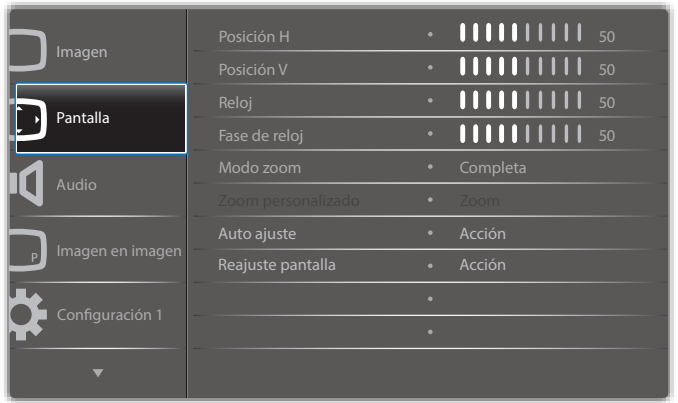 Imagen
Pantalla
Audio
P
Imagen en imagen
Configuración 1
Posición H • 50
Posición V • 50
Reloj • 50
Fase de reloj • 50
Modo zoom • Completa
Zoom personalizado • Zoom
Auto ajuste • Acción
Reajuste pantalla • Acción
•
•